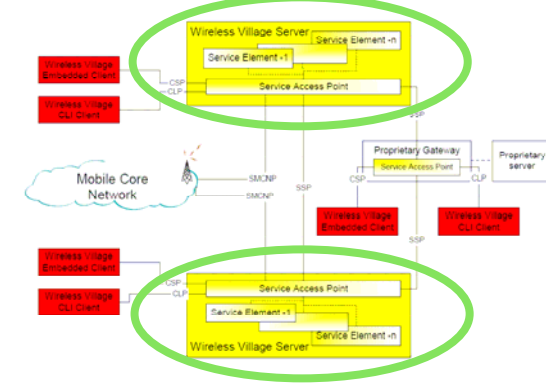 Wireless Village Server
Service Element -n
Service Element -1
Service Access Point
Wireless Village
Embedded Client
CSP
CLP
Wireless Village
CLI Client
SSP
Proprietary Gateway
Service Access Point
Proprietary
server
CSP
CLP
Mobile Core
Network
SMCNP
SMCNP
SSP
Wireless Village
Embedded Client
Wireless Village
CLI Client
SSP
Wireless Village
Embedded Client
CSP
CLP
Wireless Village
CLI Client
Service Access Point
Service Element -1
Service Element -n
Wireless Village Server